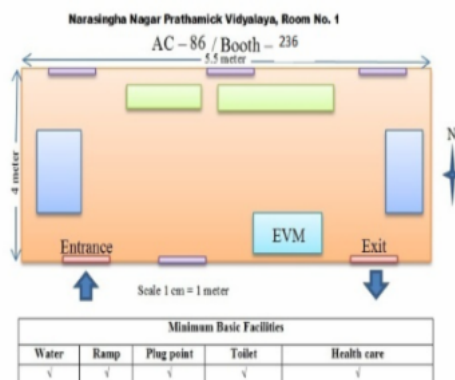 Narasingha Nagar Prathamick Vidyalaya, Room No. 1
AC – 86 / Booth – 236
5.5 meter
4 meter
N
EVM
Entrance
Exit
Scale 1 cm = 1 meter
Minimum Basic Facilities
Water Ramp Plug point Toilet Health care
√ √ √ √ √